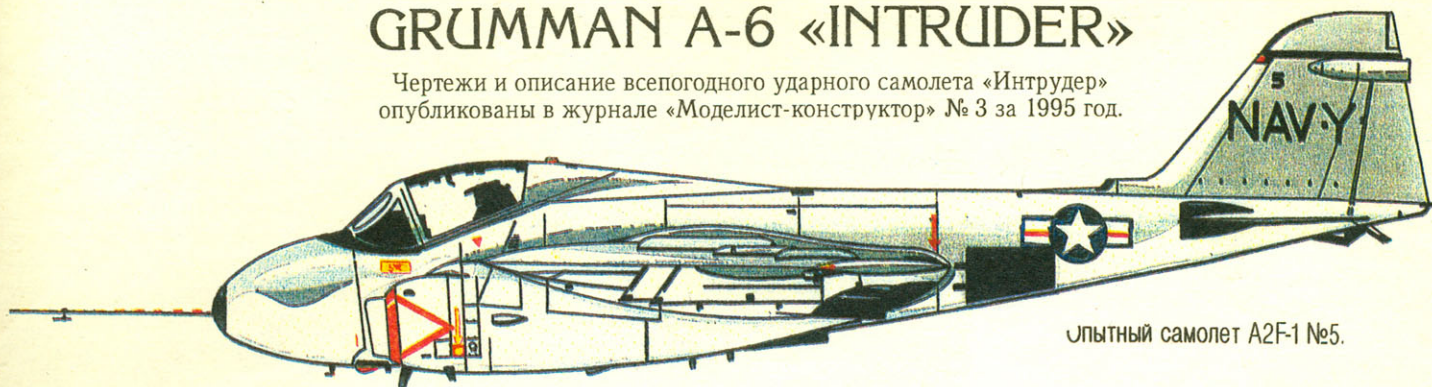 GRUMMAN A-6 «INTRUDER»
Чертежи и описание всепогодного ударного самолета «Интрудер»
опубликованы в журнале «Моделист-конструктор» № 3 за 1995 год.
5
NAVY
Опытный самолет A2F-1 №5.